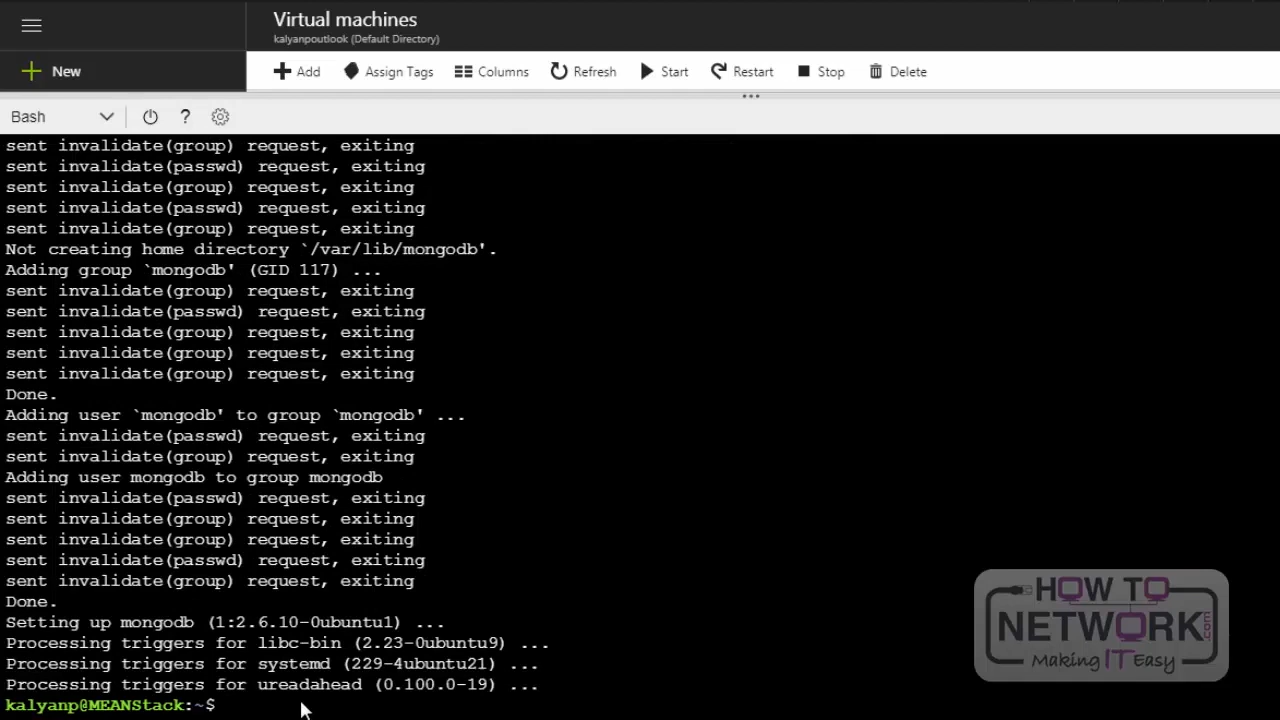 Virtual machines
kalyanpoutlook (Default Directory)
New
Add Assign Tags Columns Refresh Start Restart Stop Delete
Bash ?
sent invalidate(group) request, exiting
sent invalidate(passwd) request, exiting
sent invalidate(group) request, exiting
sent invalidate(passwd) request, exiting
sent invalidate(group) request, exiting
Not creating home directory `/var/lib/mongodb'.
Adding group `mongodb' (GID 117) ...
sent invalidate(group) request, exiting
sent invalidate(passwd) request, exiting
sent invalidate(group) request, exiting
sent invalidate(group) request, exiting
sent invalidate(group) request, exiting
Done.
Adding user `mongodb' to group `mongodb' ...
sent invalidate(passwd) request, exiting
sent invalidate(group) request, exiting
Adding user mongodb to group mongodb
sent invalidate(passwd) request, exiting
sent invalidate(group) request, exiting
sent invalidate(group) request, exiting
sent invalidate(passwd) request, exiting
sent invalidate(group) request, exiting
Done.
Setting up mongodb (1:2.6.10-0ubuntu1) ...
Processing triggers for libc-bin (2.23-0ubuntu9) ...
Processing triggers for systemd (229-4ubuntu21) ...
Processing triggers for ureadahead (0.100.0-19) ...
kalyanp@MEANStack:~$
HOW TO
NETWORK.com
Making IT Easy